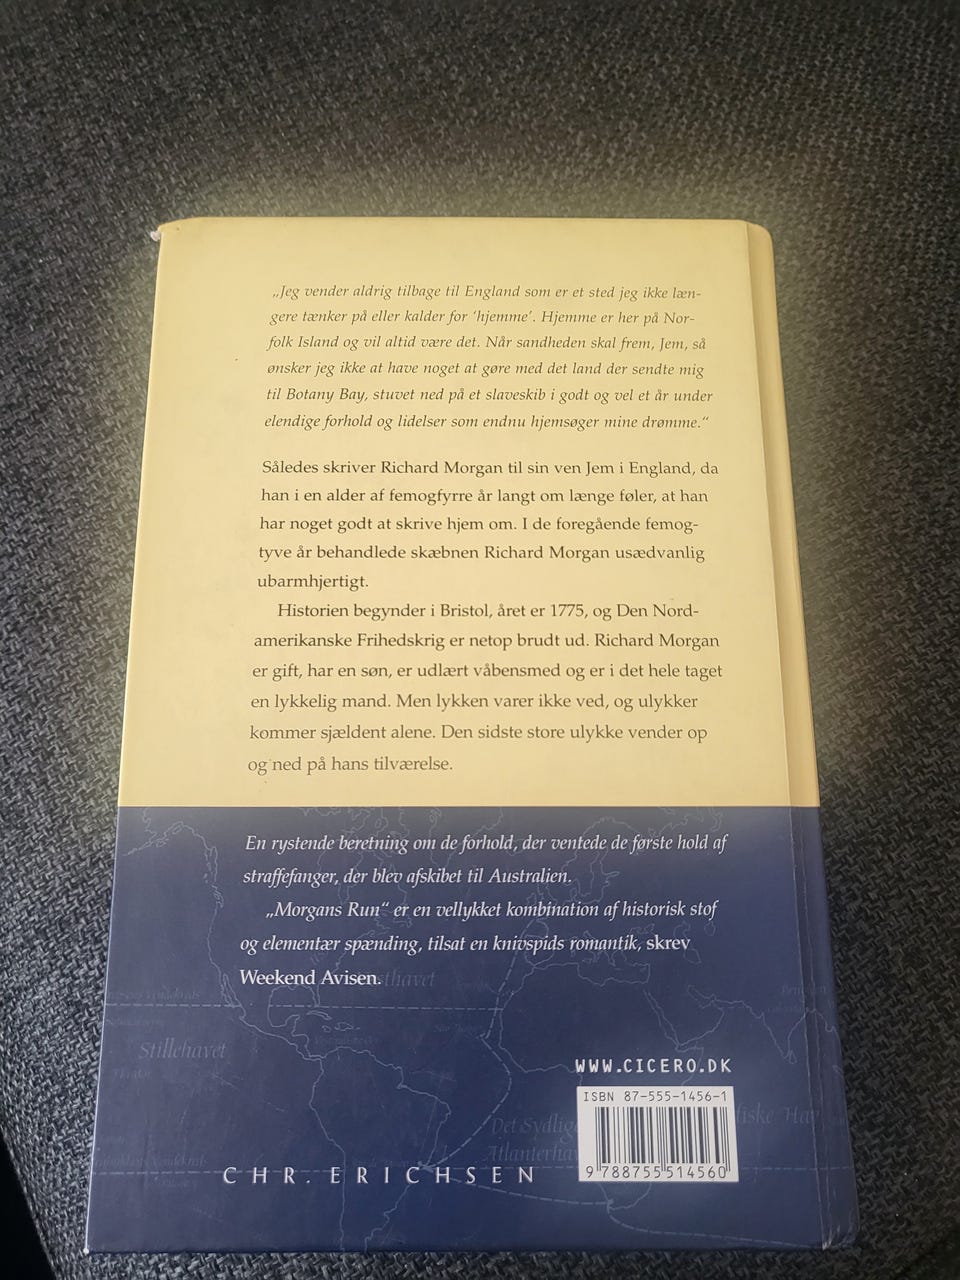 „Jeg vender aldrig tilbage til England som er et sted jeg ikke læn-
gere tænker på eller kalder for ‘hjemme’. Hjemme er her på Nor-
folk Island og vil altid være det. Når sandheden skal frem, Jem, så
ønsker jeg ikke at have noget at gøre med det land der sendte mig
til Botany Bay, stuvet ned på et slaveskib i godt og vel et år under
elendige forhold og lidelser som endnu hjemsøger mine drømme.“
Således skriver Richard Morgan til sin ven Jem i England, da
han i en alder af femogfyrre år langt om længe føler, at han
har noget godt at skrive hjem om. I de foregående femog-
tyve år behandlede skæbnen Richard Morgan usædvanlig
ubarmhjertigt.
Historien begynder i Bristol, året er 1775, og Den Nord-
amerikanske Frihedskrig er netop brudt ud. Richard Morgan
er gift, har en søn, er udlært våbensmed og er i det hele taget
en lykkelig mand. Men lykken varer ikke ved, og ulykker
kommer sjældent alene. Den sidste store ulykke vender op
og ned på hans tilværelse.
En rystende beretning om de forhold, der ventede de første hold af
straffefanger, der blev afskibet til Australien.
„Morgans Run“ er en vellykket kombination af historisk stof
og elementær spænding, tilsat en knivspids romantik, skrev
Weekend Avisen.
Stillehavet
WWW.CICERO.DK
ISBN 87-555-1456-1
Det Sydlige
Atlanterhav
9 788755 514560
CHR. ERICHSEN